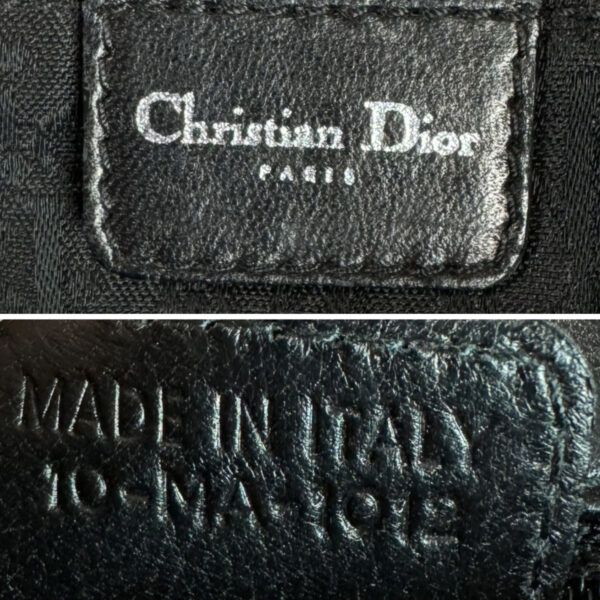 Christian Dior
PARIS
MADE IN ITALY
10-MA-1012